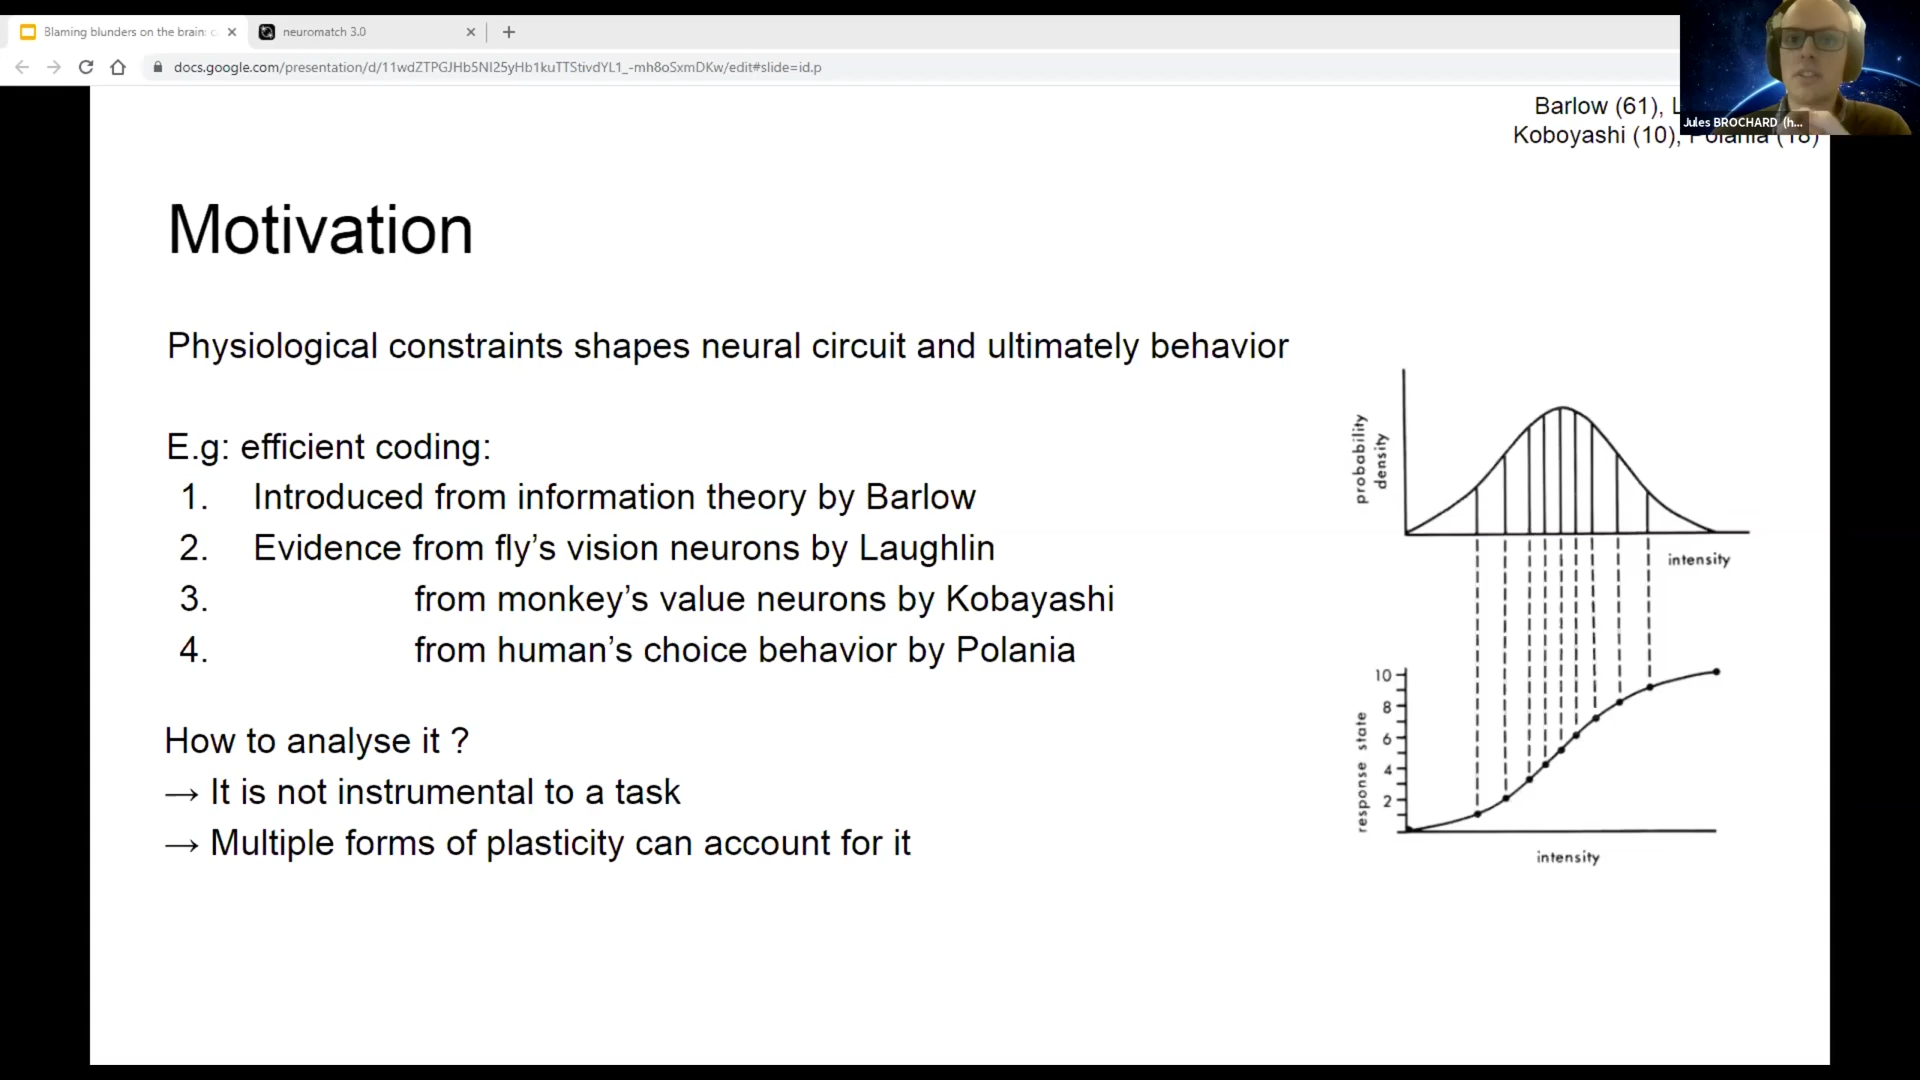 Blaming blunders on the brain: c
neuromatch 3.0
docs.google.com/presentation/d/11wdZTPGJHb5NI25yHb1kuTTStivdYL1_-mh8oSxmDKw/edit#slide=id.p
Jules BROCHARD (h...
Barlow (61), L
Koboyashi (10), Polania (18)
Motivation
Physiological constraints shapes neural circuit and ultimately behavior
E.g: efficient coding:
1. Introduced from information theory by Barlow
2. Evidence from fly's vision neurons by Laughlin
3. from monkey's value neurons by Kobayashi
4. from human's choice behavior by Polania
How to analyse it ?
→ It is not instrumental to a task
→ Multiple forms of plasticity can account for it
probability
density
intensity
10
8
6
4
2
response state
intensity